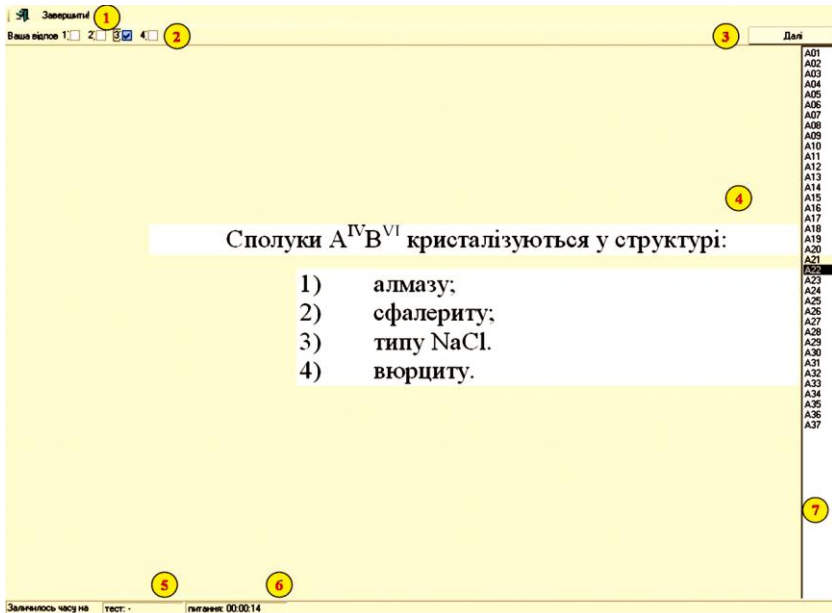 Завершити! 1
Ваша відпов 1 2 3 4 2 3 Далі
A01
A02
A03
A04
A05
A06
A07
A08
A09
A10
A11
A12
A13
A14
A15
A16
A17
A18
A19
A20
A21
A22
A23
A24
A25
A26
A27
A28
A29
A30
A31
A32
A33
A34
A35
A36
A37
4
Сполуки A^IV B^VI кристалізуються у структурі:
1) алмазу;
2) сфалериту;
3) типу NaCl.
4) вюрциту.
7
5 6
Залишилось часу на тест: - питання: 00:00:14